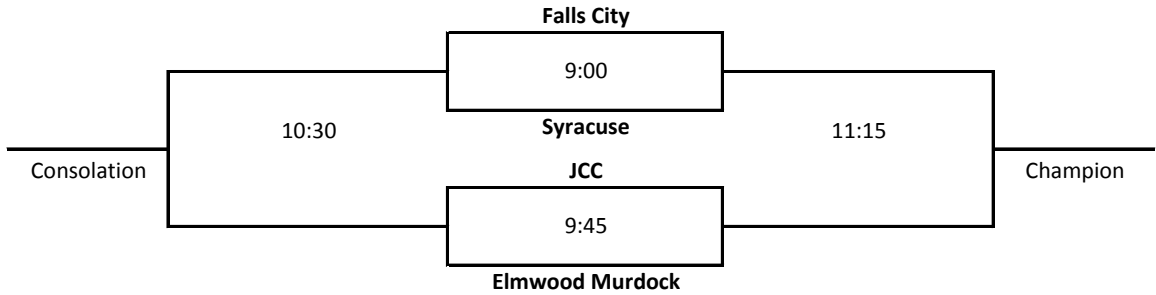 Falls City
9:00
10:30
Syracuse
11:15
Consolation
JCC
Champion
9:45
Elmwood Murdock